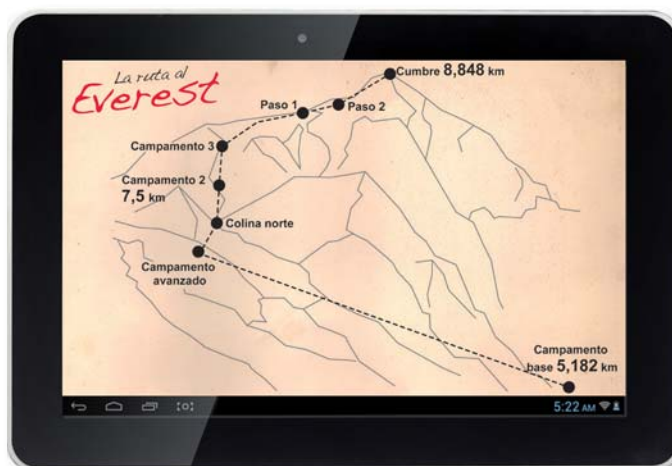 La ruta al
Everest
Cumbre 8,848 km
Paso 1
Paso 2
Campamento 3
Campamento 2
7,5 km
Colina norte
Campamento
avanzado
Campamento
base 5,182 km
5:22 AM